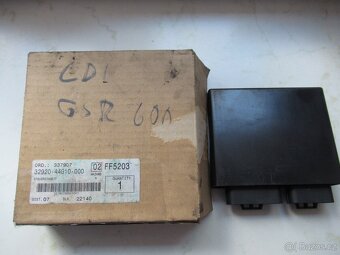 CDI
GSR 600
ORD.: 337907
32920-44G10-000
02
FF5203
QUANTITY
1
22140